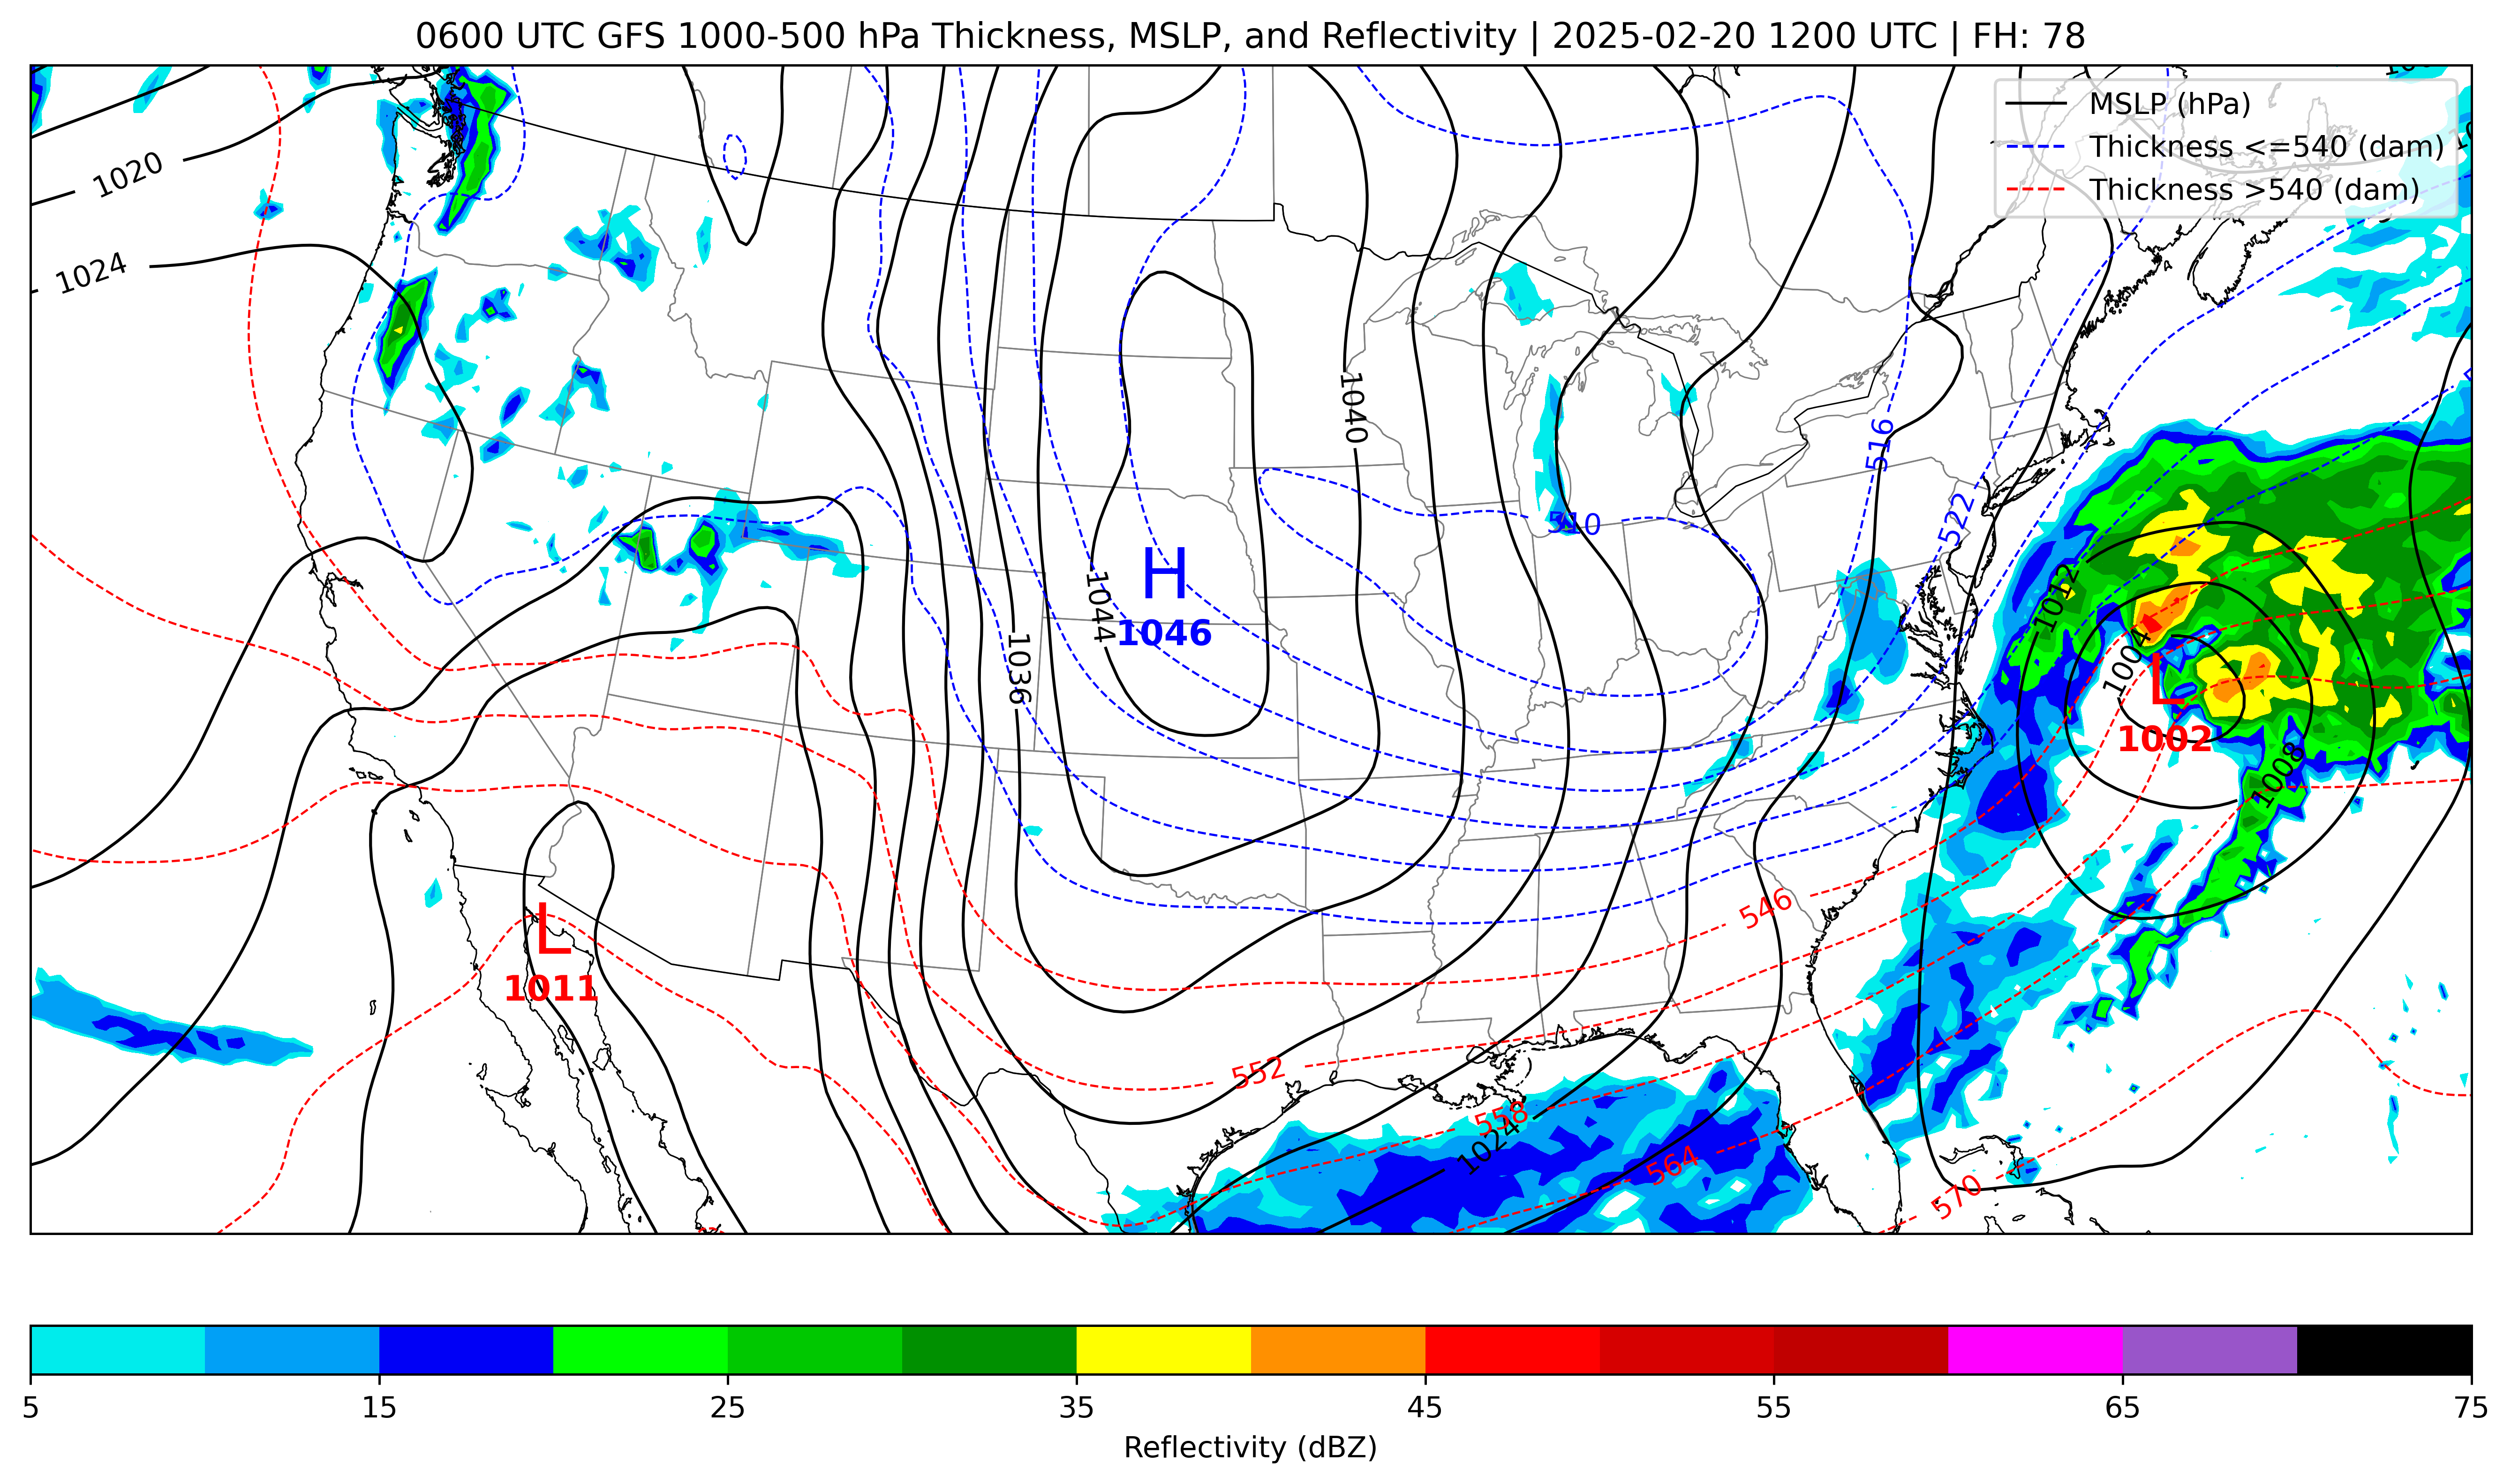 0600 UTC GFS 1000-500 hPa Thickness, MSLP, and Reflectivity | 2025-02-20 1200 UTC | FH: 78
MSLP (hPa)
Thickness <=540 (dam)
Thickness >540 (dam)
1020
1024
1040
516
510
522
H
1046
1044
1036
1012
1004
L
1002
1008
546
L
1011
552
558
1024
564
570
5 15 25 35 45 55 65 75
Reflectivity (dBZ)